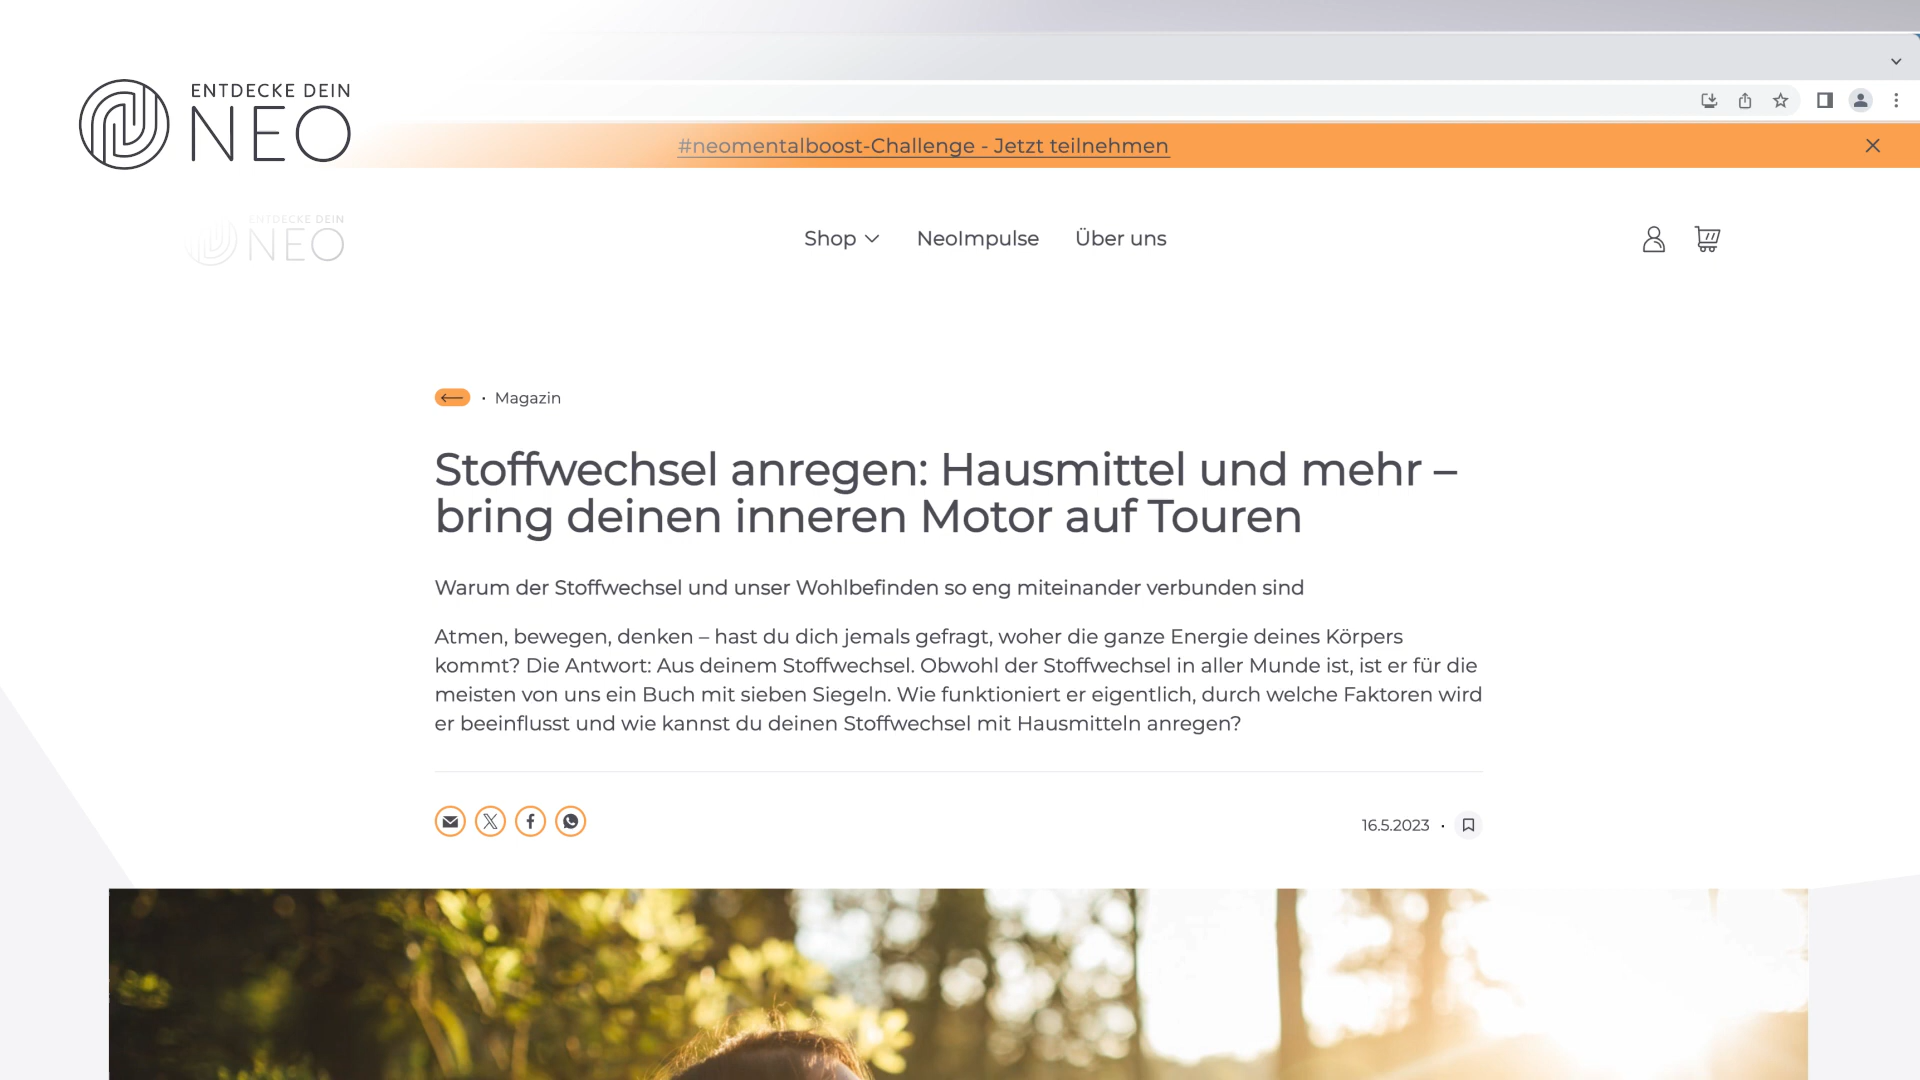 ENTDECKE DEIN
NEO
#neomentalboost-Challenge - Jetzt teilnehmen
ENTDECKE DEIN
NEO
Shop
NeoImpulse
Über uns
· Magazin
Stoffwechsel anregen: Hausmittel und mehr –
bring deinen inneren Motor auf Touren
Warum der Stoffwechsel und unser Wohlbefinden so eng miteinander verbunden sind
Atmen, bewegen, denken – hast du dich jemals gefragt, woher die ganze Energie deines Körpers
kommt? Die Antwort: Aus deinem Stoffwechsel. Obwohl der Stoffwechsel in aller Munde ist, ist er für die
meisten von uns ein Buch mit sieben Siegeln. Wie funktioniert er eigentlich, durch welche Faktoren wird
er beeinflusst und wie kannst du deinen Stoffwechsel mit Hausmitteln anregen?
16.5.2023 ·